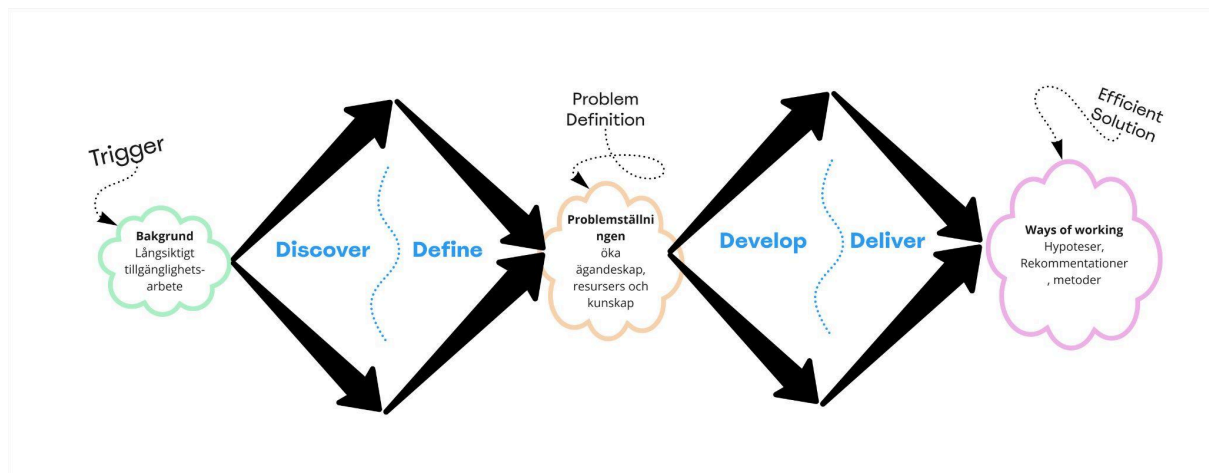 Trigger
Bakgrund
Långsiktigt
tillgänglighets-
arbete
Discover
Define
Problem
Definition
Problemställni
ngen
öka
ägandeskap,
resursers och
kunskap
Develop
Deliver
Efficient
Solution
Ways of working
Hypoteser,
Rekommentationer
, metoder